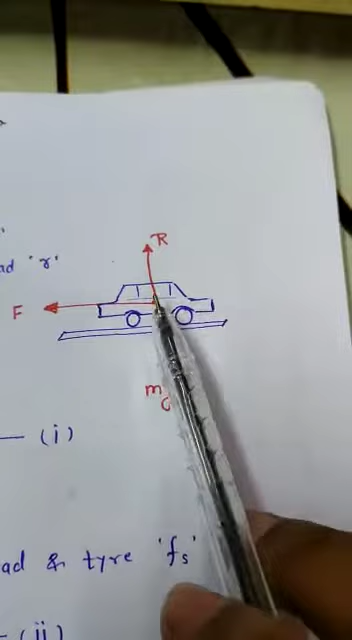 R
ad 'r'
F
m
— (i)
ad & tyre 'fs'
- (ii)